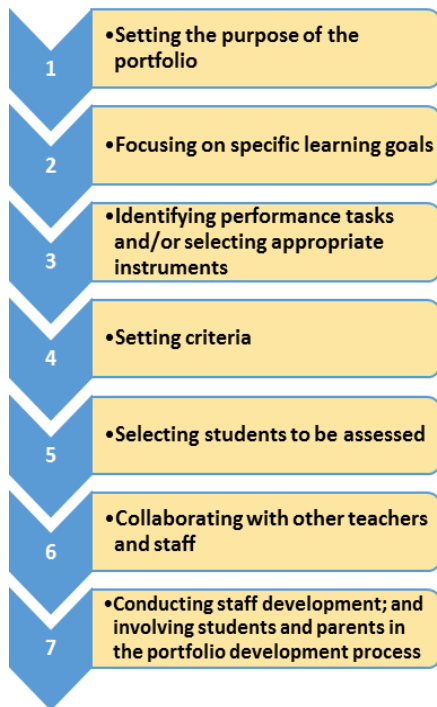 1
•Setting the purpose of the
portfolio
2
•Focusing on specific learning goals
3
•Identifying performance tasks
and/or selecting appropriate
instruments
4
•Setting criteria
5
•Selecting students to be assessed
6
•Collaborating with other teachers
and staff
7
•Conducting staff development; and
involving students and parents in
the portfolio development process